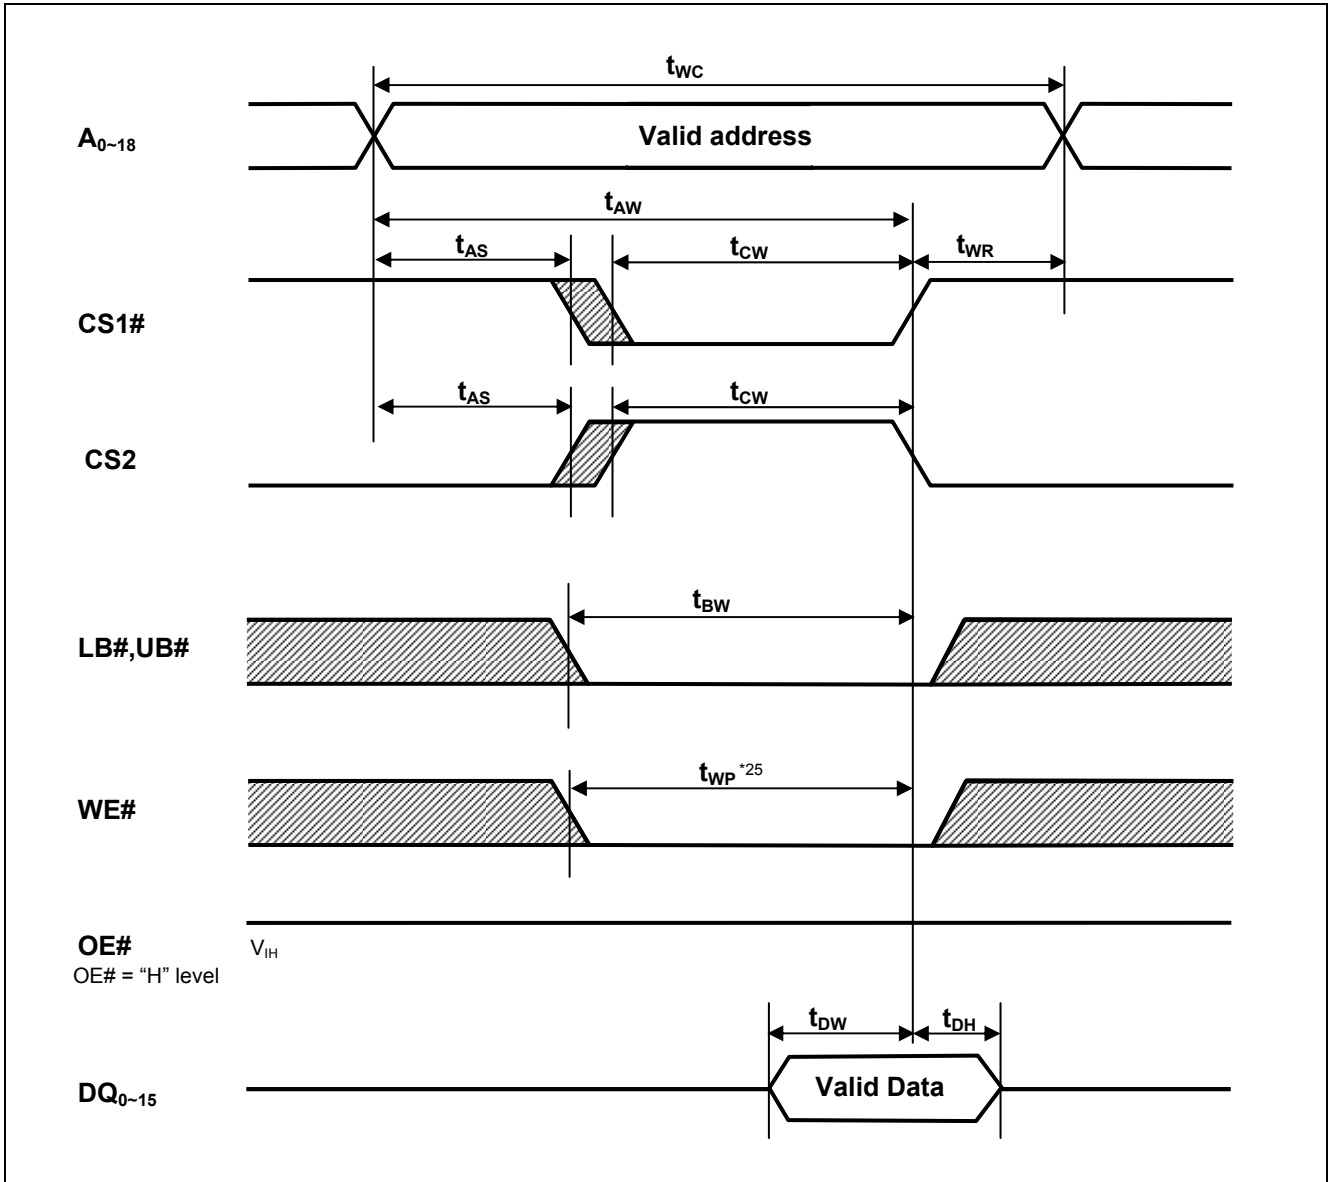 tWC
A0~18
Valid address
tAW
tAS
tCW
tWR
CS1#
tAS
tCW
CS2
tBW
LB#,UB#
tWP *25
WE#
OE#
VIH
OE# = “H” level
tDW
tDH
DQ0~15
Valid Data